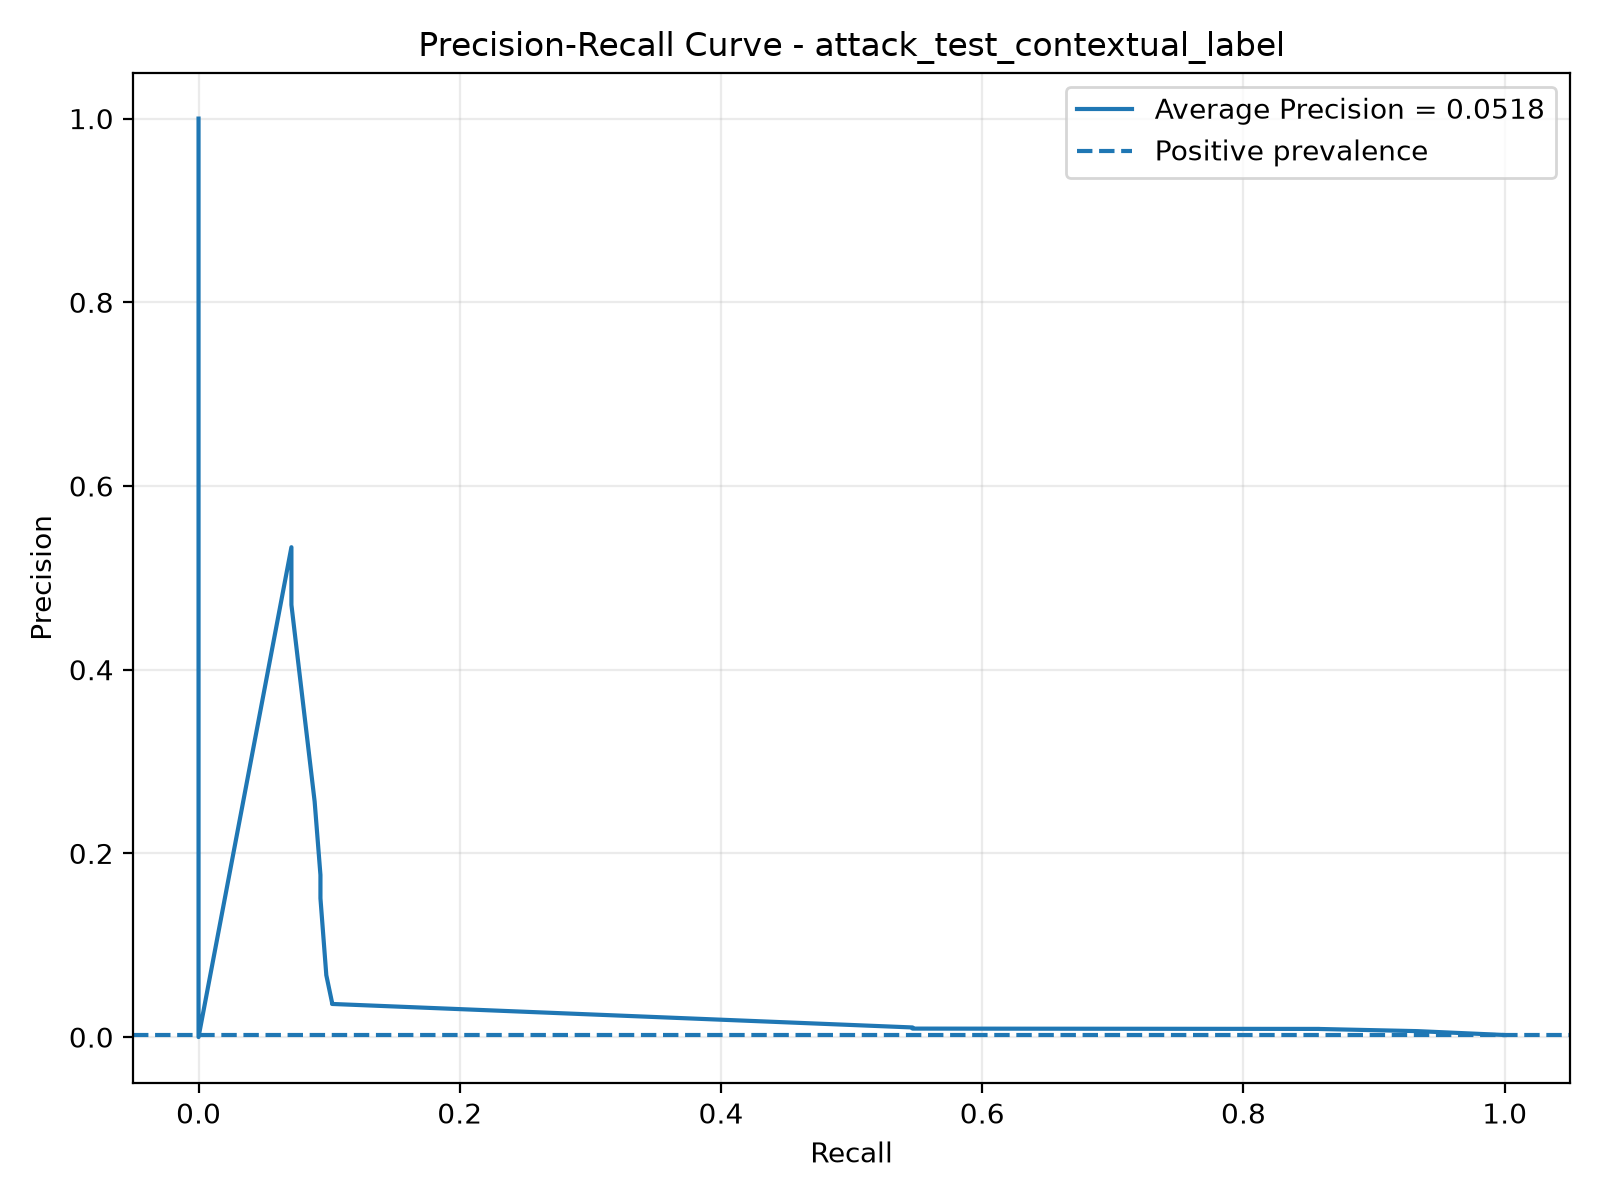 Precision-Recall Curve - attack_test_contextual_label
Average Precision = 0.0518
Positive prevalence
1.0
0.8
0.6
0.4
0.2
0.0
Precision
0.0 0.2 0.4 0.6 0.8 1.0
Recall